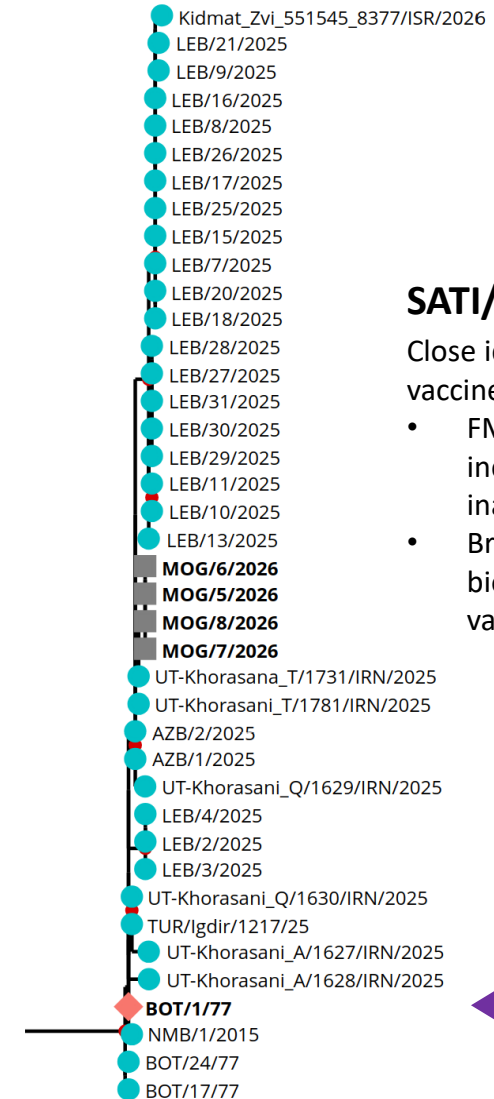 Kidmat_Zvi_551545_8377/ISR/2026
LEB/21/2025
LEB/9/2025
LEB/16/2025
LEB/8/2025
LEB/26/2025
LEB/17/2025
LEB/25/2025
LEB/15/2025
LEB/7/2025
LEB/20/2025
LEB/18/2025
LEB/28/2025
LEB/27/2025
LEB/31/2025
LEB/30/2025
LEB/29/2025
LEB/11/2025
LEB/10/2025
LEB/13/2025
MOG/6/2026
MOG/5/2026
MOG/8/2026
MOG/7/2026
UT-Khorasana_T/1731/IRN/2025
UT-Khorasani_T/1781/IRN/2025
AZB/2/2025
AZB/1/2025
UT-Khorasani_Q/1629/IRN/2025
LEB/4/2025
LEB/2/2025
LEB/3/2025
UT-Khorasani_Q/1630/IRN/2025
TUR/Igdir/1217/25
UT-Khorasani_A/1627/IRN/2025
UT-Khorasani_A/1628/IRN/2025
BOT/1/77
NMB/1/2015
BOT/24/77
BOT/17/77
SATI/
Close
vaccine